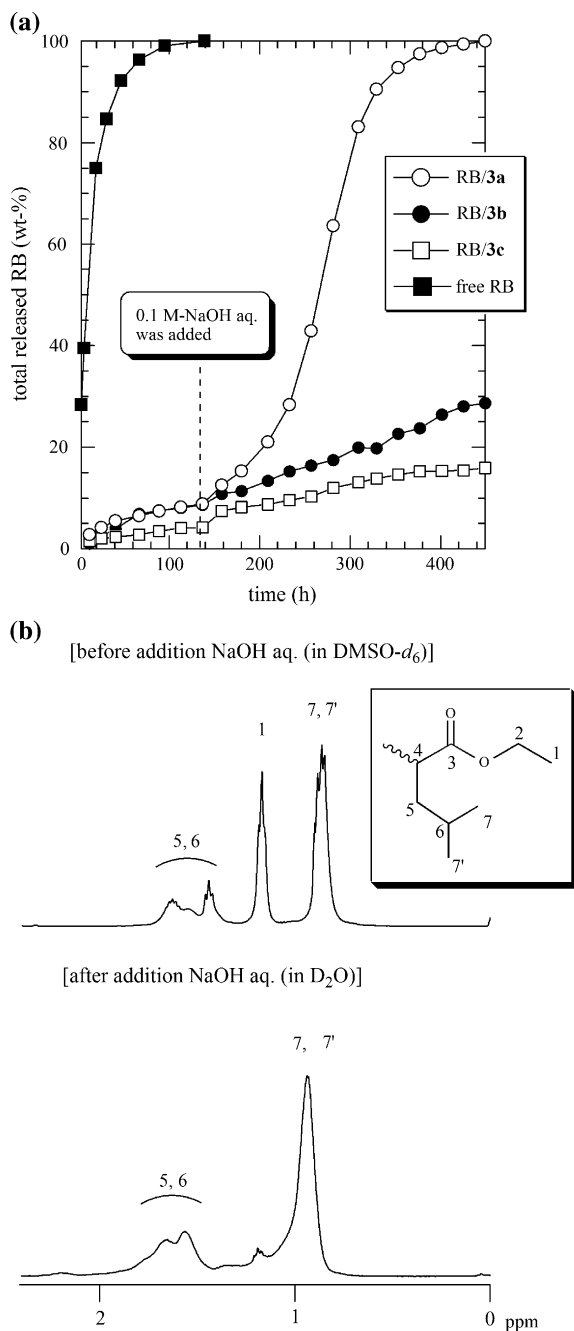 (a)
100
80
60
40
20
0
total released RB (wt-%)
0
100
200
300
400
time (h)
RB/3a
RB/3b
RB/3c
free RB
0.1 M-NaOH aq.
was added
(b)
[before addition NaOH aq. (in DMSO-d6)]
1
7, 7'
5, 6
O
4
3
O
2
1
5
6
7
7'
[after addition NaOH aq. (in D2O)]
7, 7'
5, 6
2
1
0
ppm